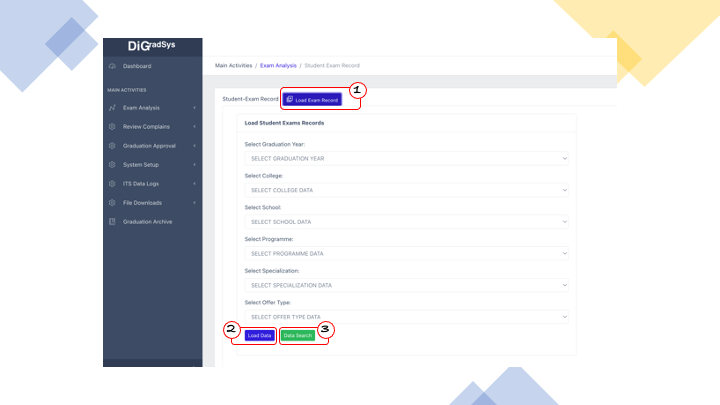 DiGradSys
Dashboard
MAIN ACTIVITIES
Exam Analysis
Review Complains
Graduation Approval
System Setup
ITS Data Logs
File Downloads
Graduation Archive
Main Activities / Exam Analysis / Student Exam Record
1
Student-Exam Record Load Exam Record
Load Student Exams Records
Select Graduation Year:
SELECT GRADUATION YEAR
Select College:
SELECT COLLEGE DATA
Select School:
SELECT SCHOOL DATA
Select Programme:
SELECT PROGRAMME DATA
Select Specialization:
SELECT SPECIALIZATION DATA
Select Offer Type:
SELECT OFFER TYPE DATA
2 3
Load Data Data Search